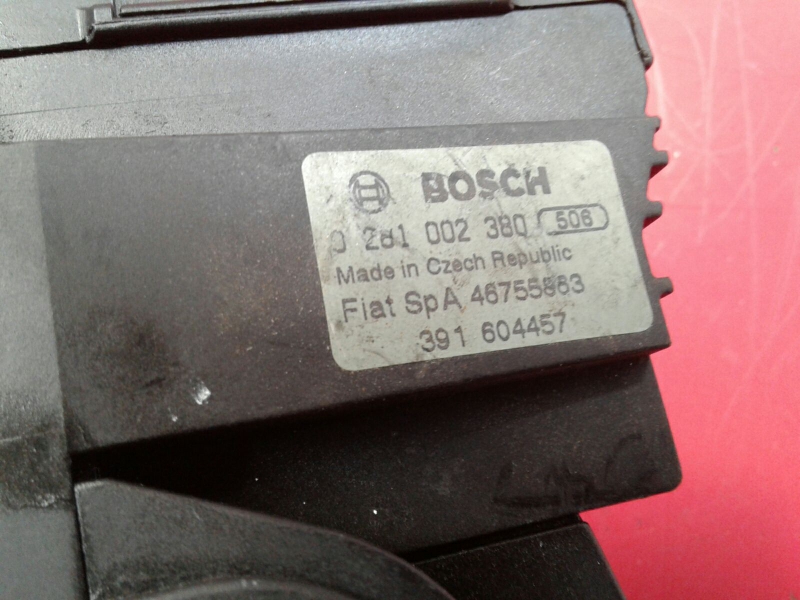 BOSCH
0 281 002 380 506
Made in Czech Republic
Fiat SpA 46755863
391 604457